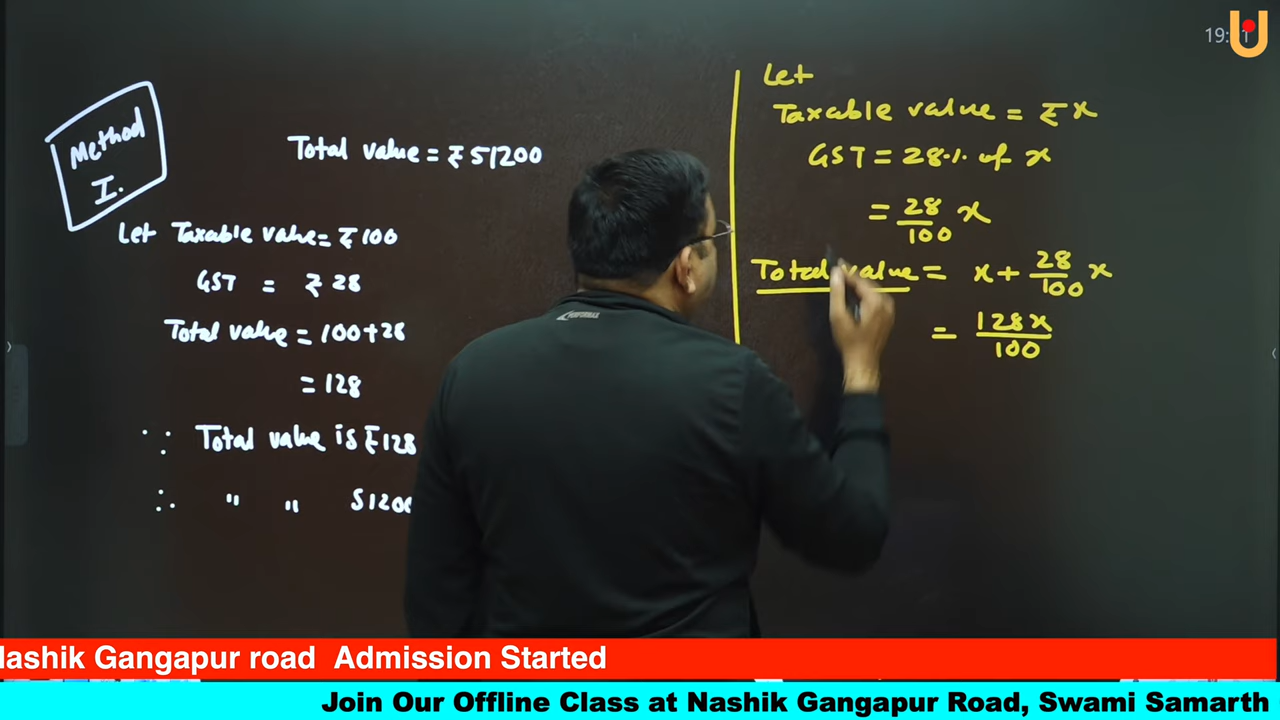 Method
I.
Total value = ₹ 51200
Let Taxable value = ₹ 100
GST = ₹ 28
Total value = 100+28
= 128
∵ Total value is ₹128
∴ " "
Let
Taxable value = ₹ x
GST = 28% of x
= 28/100 x
Total value = x + 28/100 x
= 128x/100
Nashik Gangapur road Admission Started
Join Our Offline Class at Nashik Gangapur Road, Swami Samarth